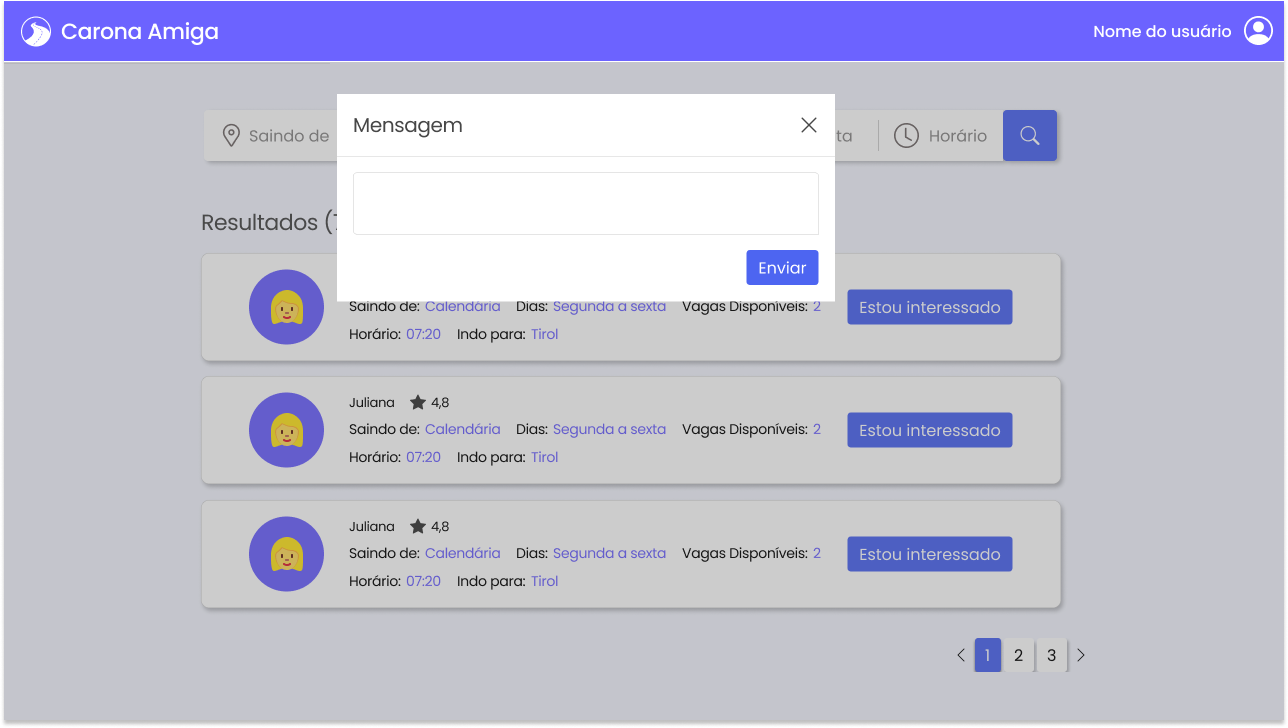 Carona Amiga
Nome do usuário
Mensagem
Saindo de
ta
Horário
Resultados (7
Enviar
Saindo de: Calendária Dias: Segunda a sexta Vagas Disponíveis: 2
Estou interessado
Horário: 07:20 Indo para: Tirol
Juliana 4,8
Saindo de: Calendária Dias: Segunda a sexta Vagas Disponíveis: 2
Estou interessado
Horário: 07:20 Indo para: Tirol
Juliana 4,8
Saindo de: Calendária Dias: Segunda a sexta Vagas Disponíveis: 2
Estou interessado
Horário: 07:20 Indo para: Tirol
1 2 3